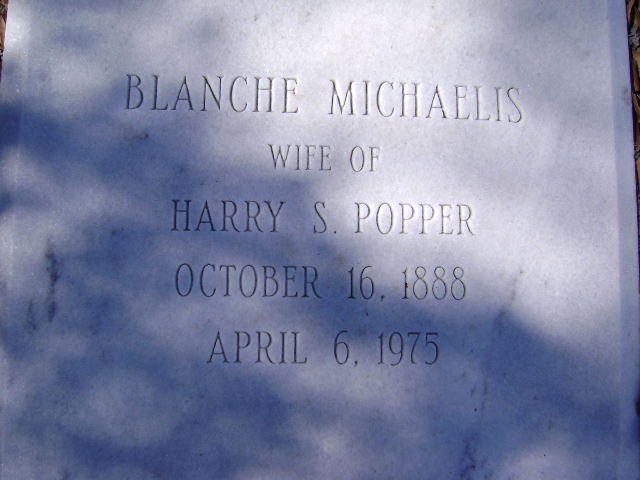 BLANCHE MICHAELIS
WIFE OF
HARRY S. POPPER
OCTOBER 16, 1888
APRIL 6, 1975